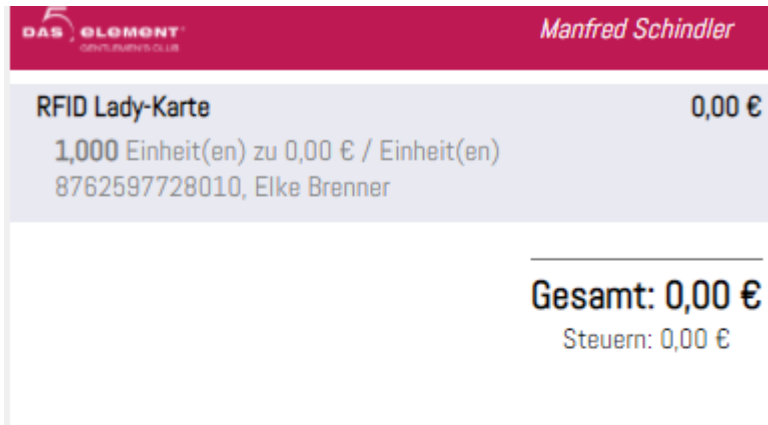 DAS 5 ELEMENT
GENTLEMEN'S CLUB
Manfred Schindler
RFID Lady-Karte 0,00 €
1,000 Einheit(en) zu 0,00 € / Einheit(en)
8762597728010, Elke Brenner
Gesamt: 0,00 €
Steuern: 0,00 €